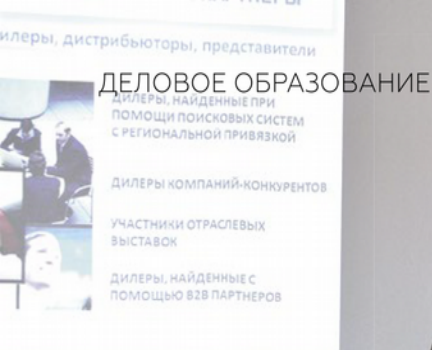 илеры, дистрибьюторы, представители
ДЕЛОВОЕ ОБРАЗОВАНИЕ
ДИЛЕРЫ, НАЙДЕННЫЕ ПРИ
ПОМОЩИ ПОИСКОВЫХ СИСТЕМ
С РЕГИОНАЛЬНОЙ ПРИВЯЗКОЙ
ДИЛЕРЫ КОМПАНИЙ-КОНКУРЕНТОВ
УЧАСТНИКИ ОТРАСЛЕВЫХ
ВЫСТАВОК
ДИЛЕРЫ, НАЙДЕННЫЕ С
ПОМОЩЬЮ B2B ПАРТНЕРОВ